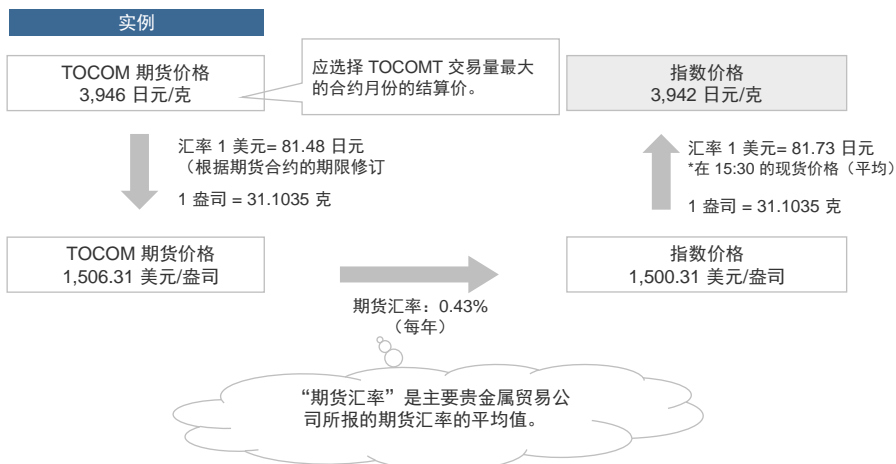 实例
TOCOM 期货价格
3,946 日元/克
应选择 TOCOMT 交易量最大
的合约月份的结算价。
指数价格
3,942 日元/克
汇率 1 美元= 81.48 日元
（根据期货合约的期限修订
1 盎司 = 31.1035 克
汇率 1 美元= 81.73 日元
*在 15:30 的现货价格（平均）
1 盎司 = 31.1035 克
TOCOM 期货价格
1,506.31 美元/盎司
指数价格
1,500.31 美元/盎司
期货汇率：0.43%
（每年）
“期货汇率”是主要贵金属贸易公
司所报的期货汇率的平均值。